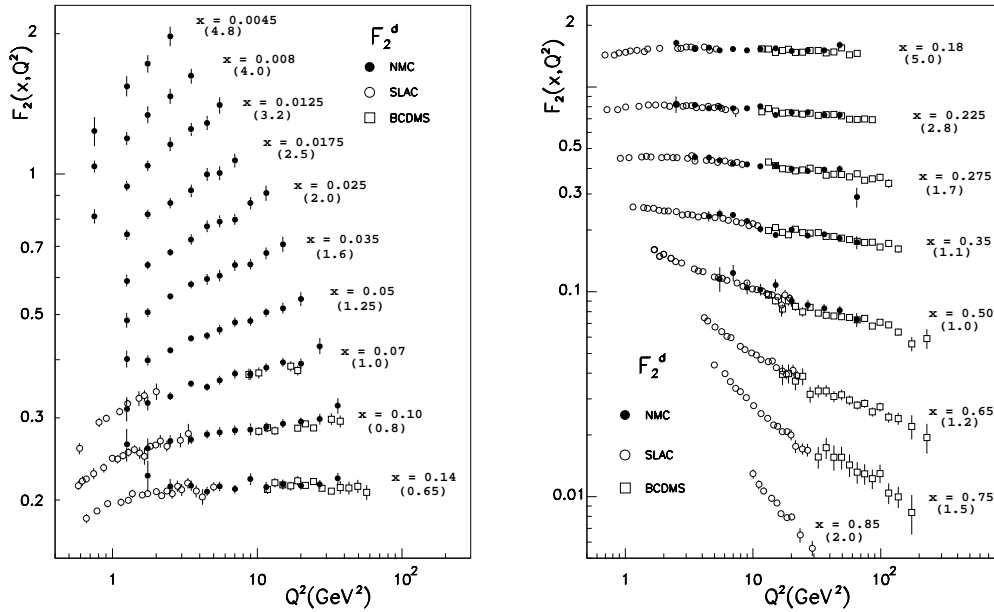 F₂(x,Q²)
2
1
0.7
0.5
0.3
0.2
x = 0.0045
(4.8)
x = 0.008
(4.0)
x = 0.0125
(3.2)
x = 0.0175
(2.5)
x = 0.025
(2.0)
x = 0.035
(1.6)
x = 0.05
(1.25)
x = 0.07
(1.0)
x = 0.10
(0.8)
x = 0.14
(0.65)
F₂ᵈ
NMC
SLAC
BCDMS
1
10
10²
Q²(GeV²)
F₂(x,Q²)
2
1
0.5
0.3
0.1
0.01
x = 0.18
(5.0)
x = 0.225
(2.8)
x = 0.275
(1.7)
x = 0.35
(1.1)
x = 0.50
(1.0)
x = 0.65
(1.2)
x = 0.75
(1.5)
x = 0.85
(2.0)
F₂ᵈ
NMC
SLAC
BCDMS
1
10
10²
Q²(GeV²)